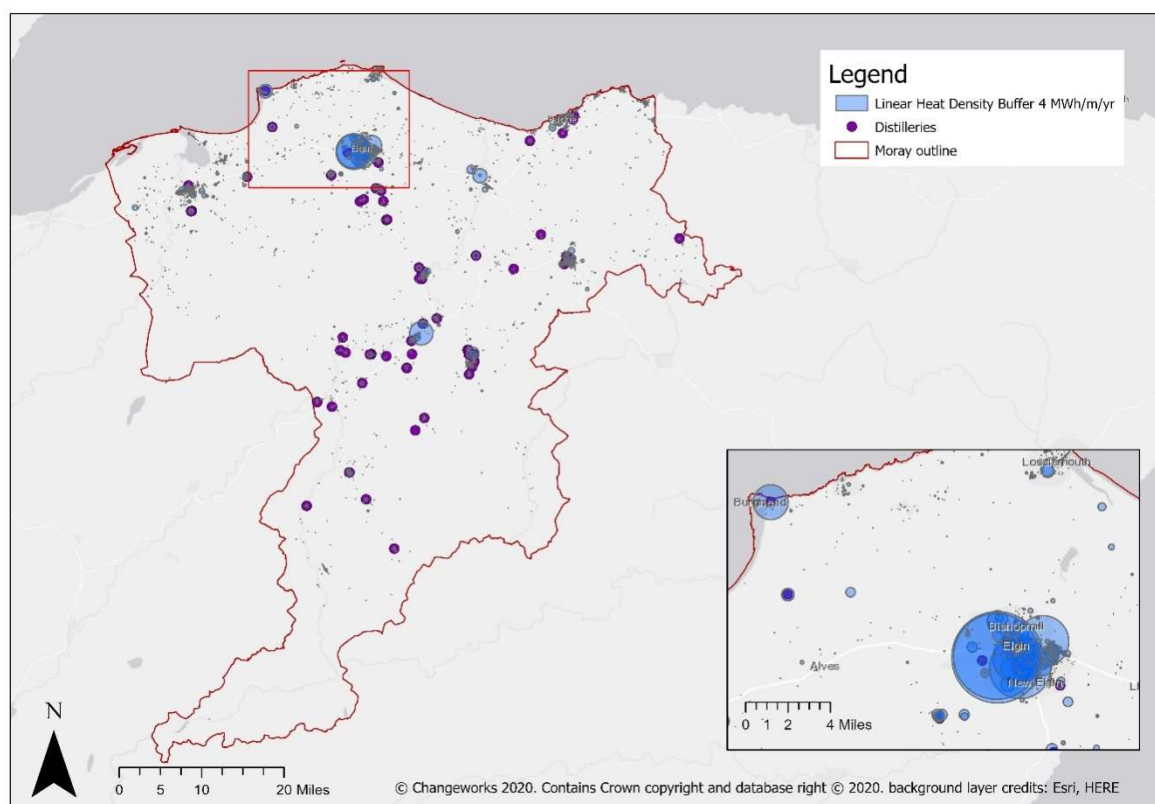 Legend
Linear Heat Density Buffer 4 MWh/m/yr
Distilleries
Moray outline
Elgin
Lossiemouth
Burghead
Bishopmill
Elgin
New Elgin
Alves
N
0 1 2 4 Miles
0 5 10 20 Miles
© Changeworks 2020. Contains Crown copyright and database right © 2020. background layer credits: Esri, HERE